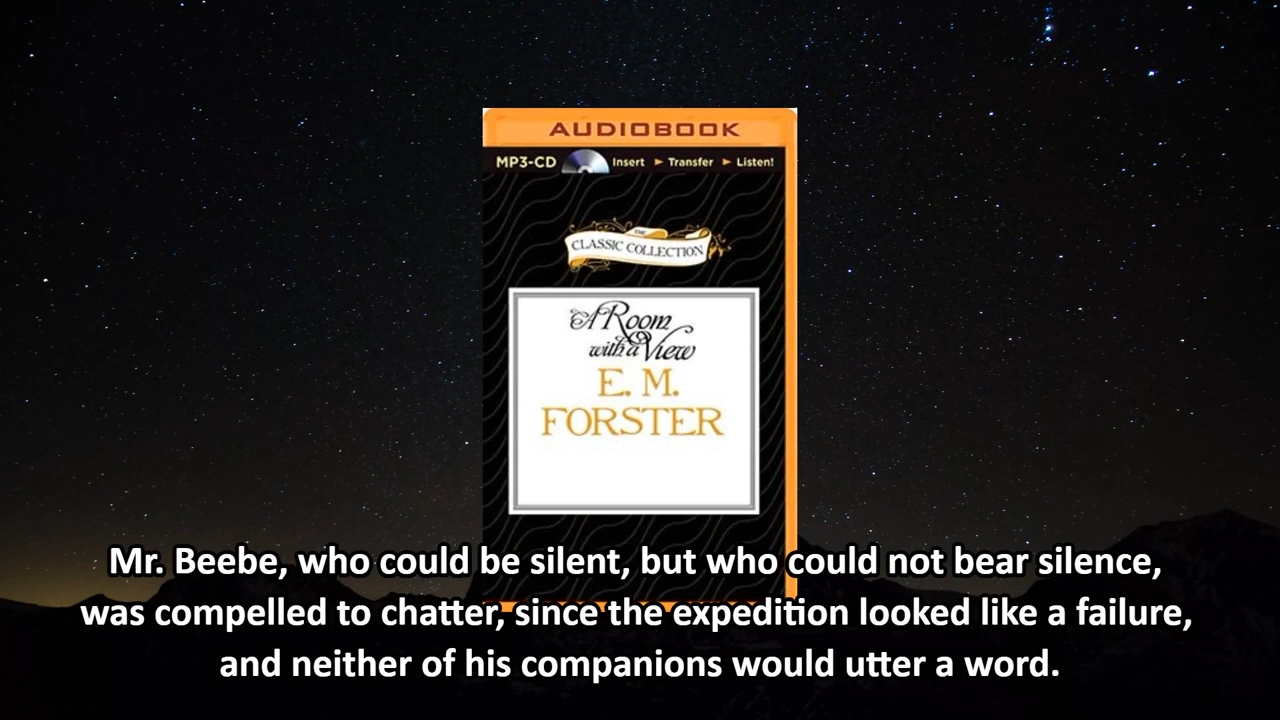 AUDIOBOOK
MP3-CD Insert Transfer Listen!
THE
CLASSIC COLLECTION
A Room
with a View
E. M.
FORSTER
Mr. Beebe, who could be silent, but who could not bear silence,
was compelled to chatter, since the expedition looked like a failure,
and neither of his companions would utter a word.